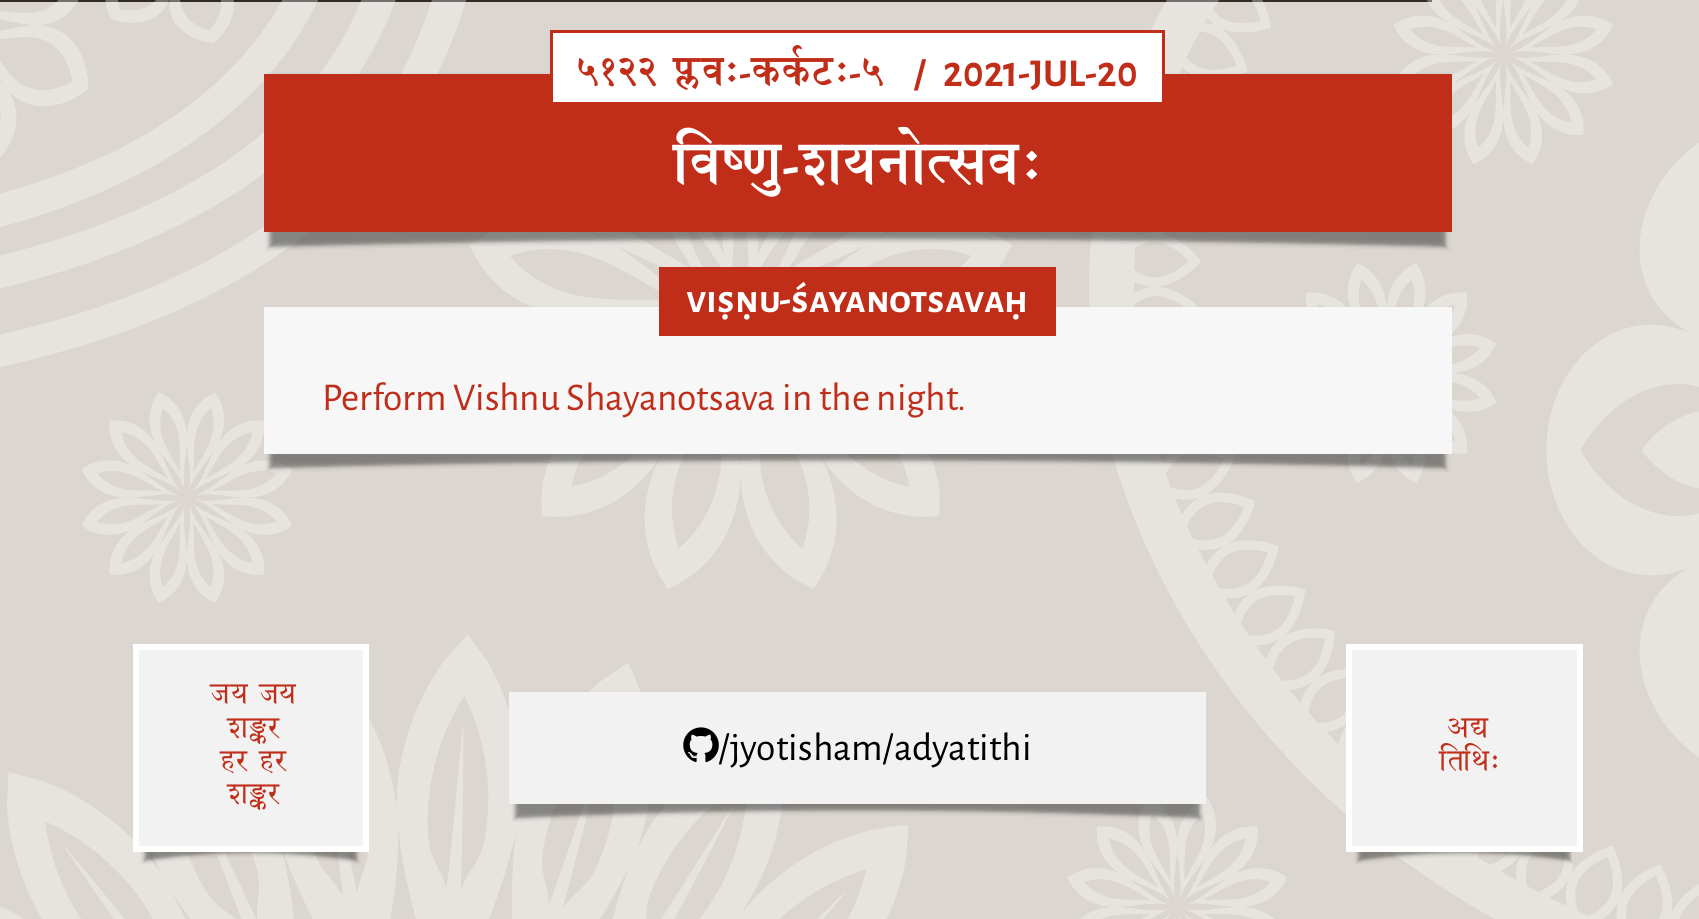 ५१२२ प्लवः-कर्कटः-५ / 2021-JUL-20
विष्णु-शयनोत्सवः
VIṢṆU-ŚAYANOTSAVAḤ
Perform Vishnu Shayanotsava in the night.
जय जय
शङ्कर
हर हर
शङ्कर
/jyotisham/adyatithi
अद्य
तिथिः